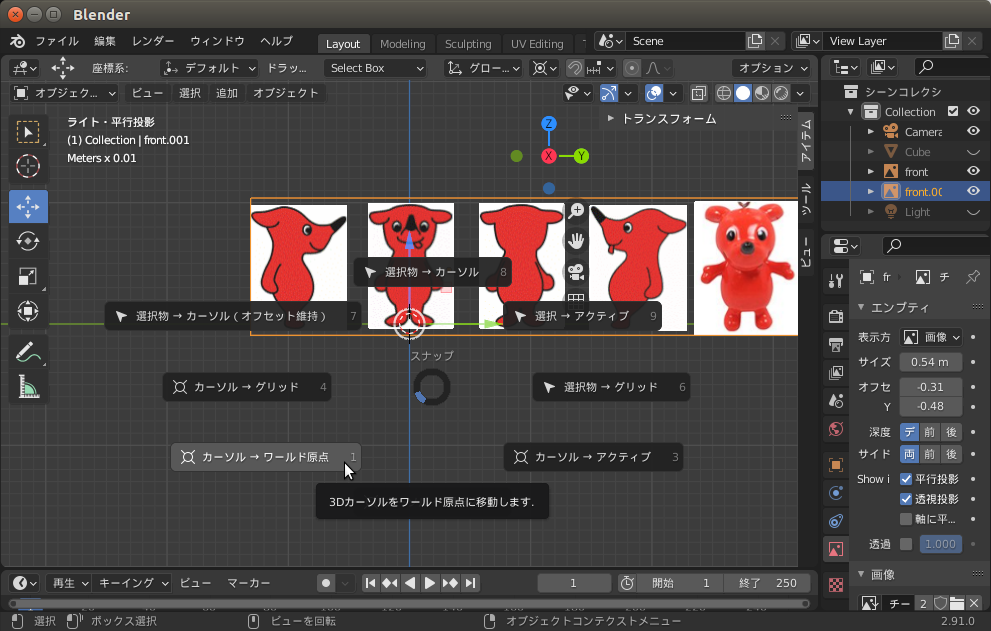 Blender
ファイル 編集 レンダー ウィンドウ ヘルプ Layout Modeling Sculpting UV Editing Scene View Layer
座標系: デフォルト ドラッ... Select Box グロー... オプション
オブジェク... ビュー 選択 追加 オブジェクト
ライト・平行投影
(1) Collection | front.001
Meters x 0.01
Z
X Y
トランスフォーム
アイテム
ツール
ビュー
シーンコレクシ
Collection
Camera
Cube
front
front.00
Light
選択物 → カーソル 8
選択物 → カーソル ( オフセット維持 ) 7
選択 → アクティブ 9
スナップ
カーソル → グリッド 4
選択物 → グリッド 6
カーソル → ワールド原点 1
カーソル → アクティブ 3
3Dカーソルをワールド原点に移動します.
fr チ
エンプティ
表示方 画像
サイズ 0.54 m
オフセ -0.31
Y -0.48
深度 デ 前 後
サイド 両 前 後
Show i 平行投影
透視投影
軸に平...
透過 1.000
画像
チー 2
再生 キーイング ビュー マーカー 1 開始 1 終了 250
選択 ボックス選択 ビューを回転 オブジェクトコンテクストメニュー 2.91.0